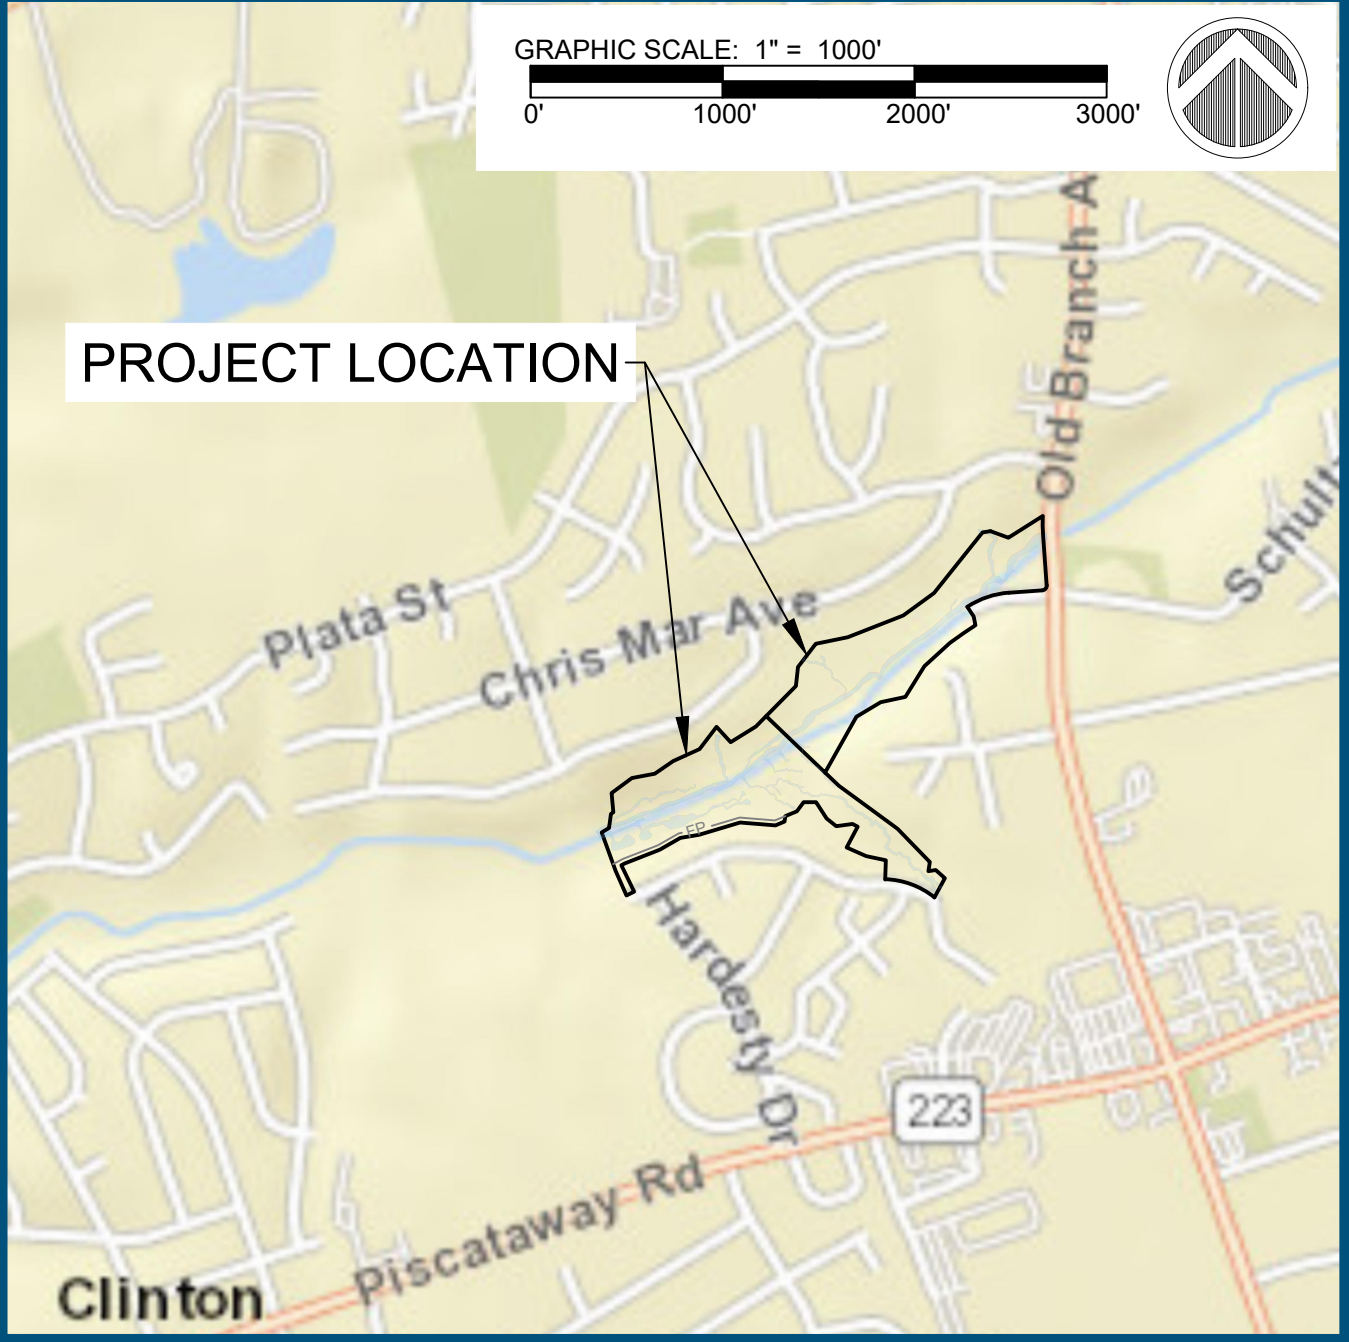 GRAPHIC SCALE: 1" = 1000'
0' 1000' 2000' 3000'
PROJECT LOCATION
Old Branch A
Schult
Plata St
Chris Mar Ave
FP
Hardesty Dr
223
Piscataway Rd
Clinton